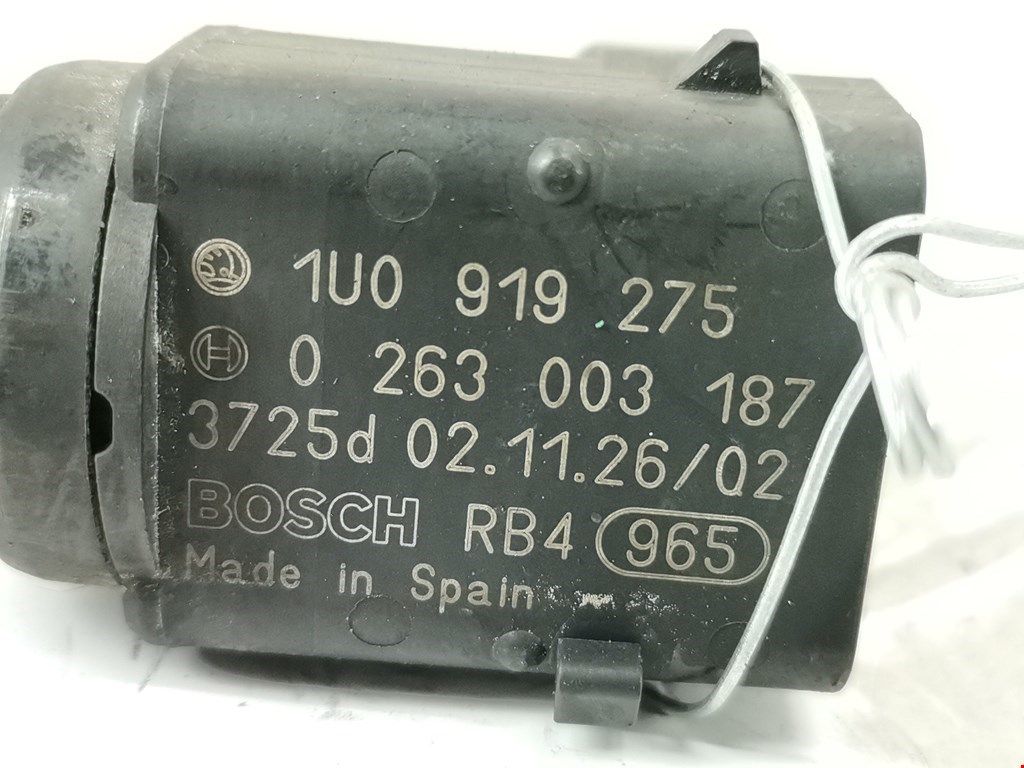 1U0 919 275
0 263 003 187
3725d 02.11.26/02
BOSCH RB4 965
Made in Spain